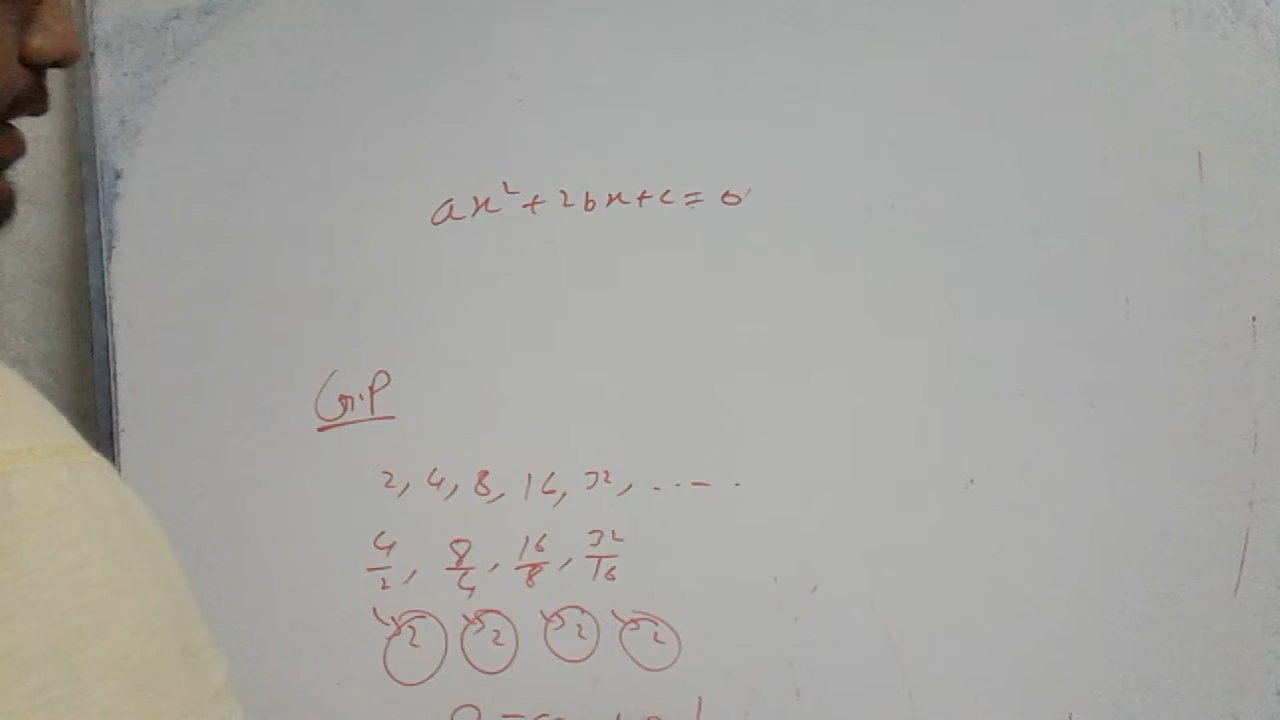 ax²+2bx+c=0
G.P
2, 4, 8, 16, 32, ....
4/2, 8/4, 16/8, 32/16
2 2 2 2